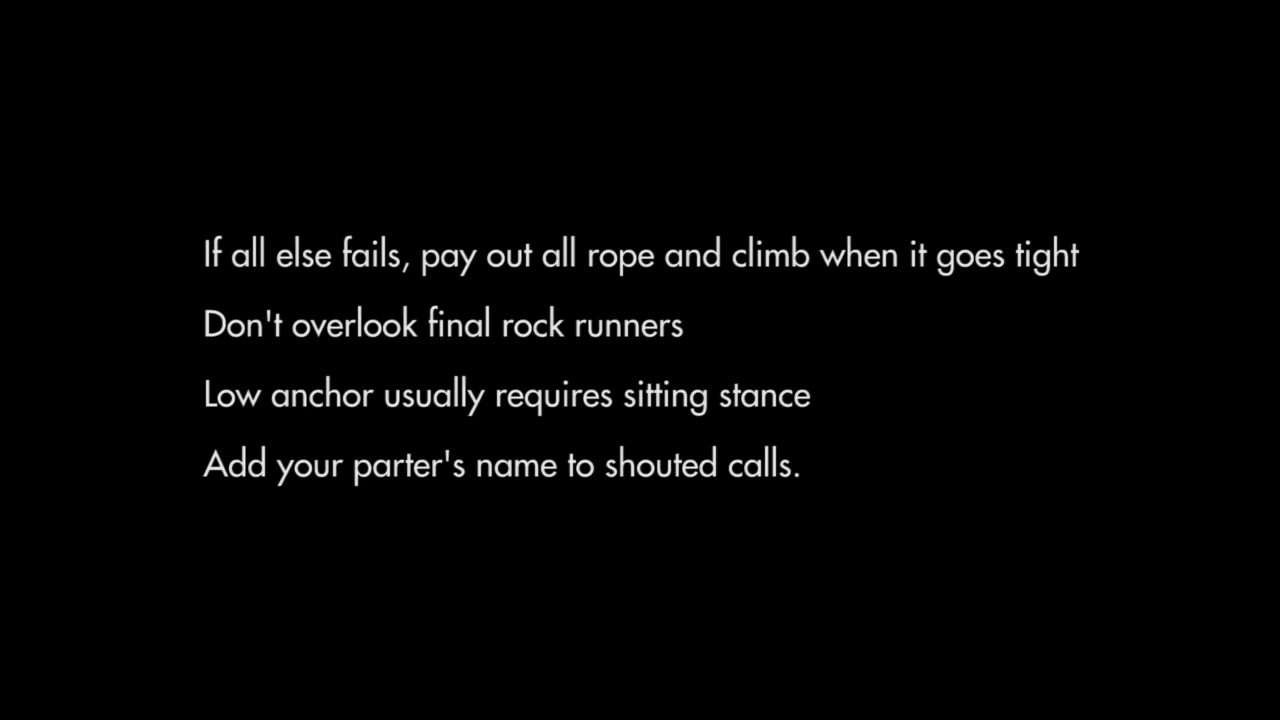 If all else fails, pay out all rope and climb when it goes tight
Don't overlook final rock runners
Low anchor usually requires sitting stance
Add your parter's name to shouted calls.